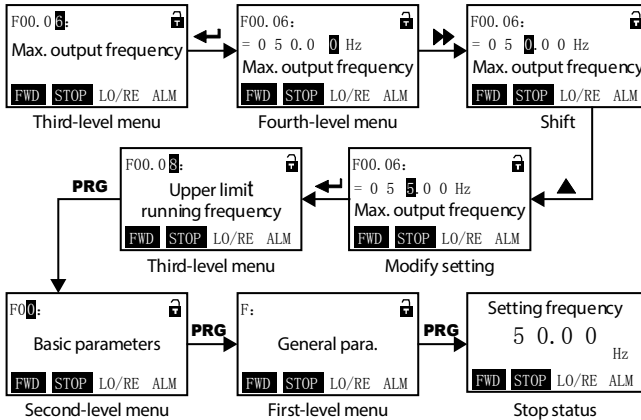 F00.06:
Max. output frequency
FWD STOP LO/RE ALM
Third-level menu
F00.06:
= 0 5 0.0 0 Hz
Max. output frequency
FWD STOP LO/RE ALM
Fourth-level menu
F00.06:
= 0 5 0.0 0 Hz
Max. output frequency
FWD STOP LO/RE ALM
Shift
PRG
F00.08:
Upper limit
running frequency
FWD STOP LO/RE ALM
Third-level menu
F00.06:
= 0 5 5.0 0 Hz
Max. output frequency
FWD STOP LO/RE ALM
Modify setting
F00:
Basic parameters
FWD STOP LO/RE ALM
Second-level menu
PRG
F:
General para.
FWD STOP LO/RE ALM
First-level menu
PRG
Setting frequency
5 0.0 0
Hz
FWD STOP LO/RE ALM
Stop status